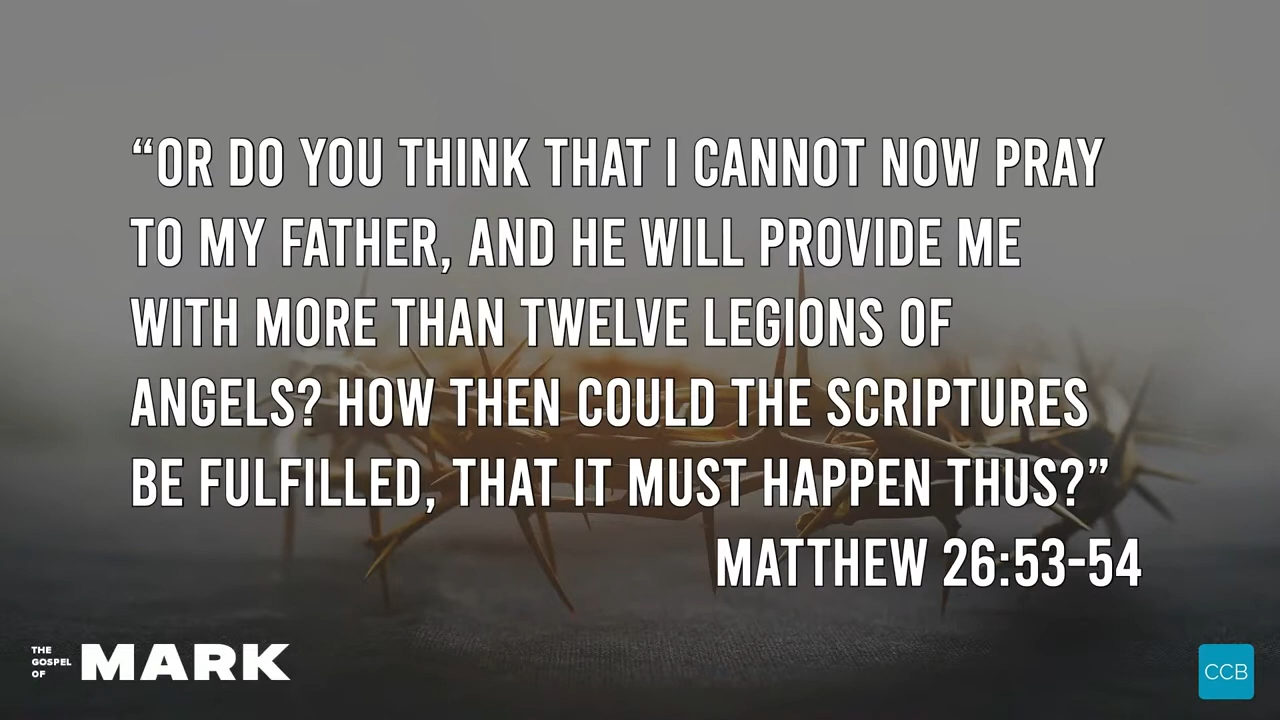 “OR DO YOU THINK THAT I CANNOT NOW PRAY
TO MY FATHER, AND HE WILL PROVIDE ME
WITH MORE THAN TWELVE LEGIONS OF
ANGELS? HOW THEN COULD THE SCRIPTURES
BE FULFILLED, THAT IT MUST HAPPEN THUS?”
MATTHEW 26:53-54
THE
GOSPEL
OF
MARK
CCB